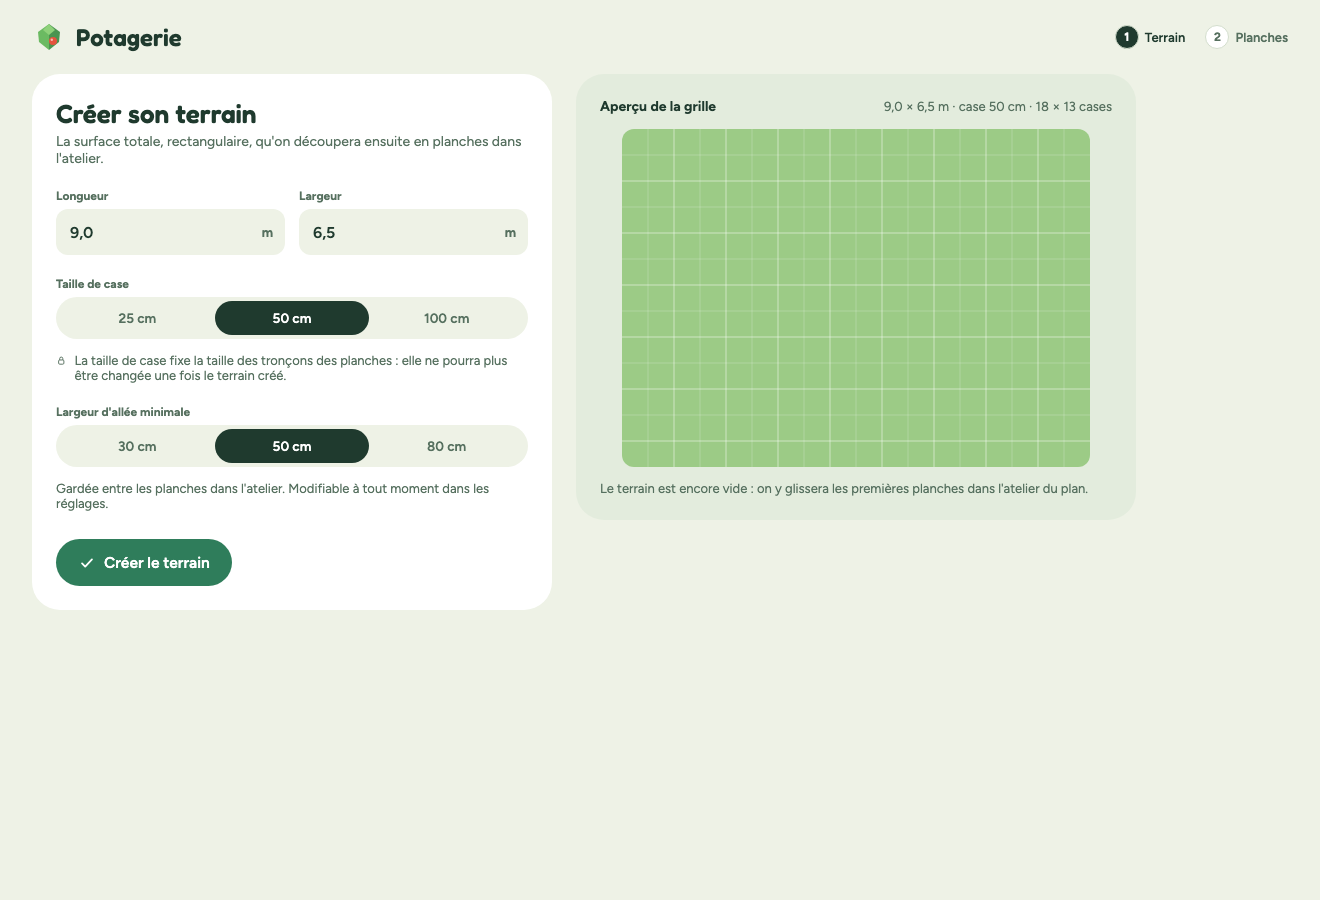 Potagerie
1 Terrain
2 Planches
Créer son terrain
La surface totale, rectangulaire, qu'on découpera ensuite en planches dans
l'atelier.
Longueur
Largeur
9,0 m
6,5 m
Taille de case
25 cm
50 cm
100 cm
La taille de case fixe la taille des tronçons des planches : elle ne pourra plus
être changée une fois le terrain créé.
Largeur d'allée minimale
30 cm
50 cm
80 cm
Gardée entre les planches dans l'atelier. Modifiable à tout moment dans les
réglages.
Créer le terrain
Aperçu de la grille
9,0 × 6,5 m · case 50 cm · 18 × 13 cases
Le terrain est encore vide : on y glissera les premières planches dans l'atelier du plan.